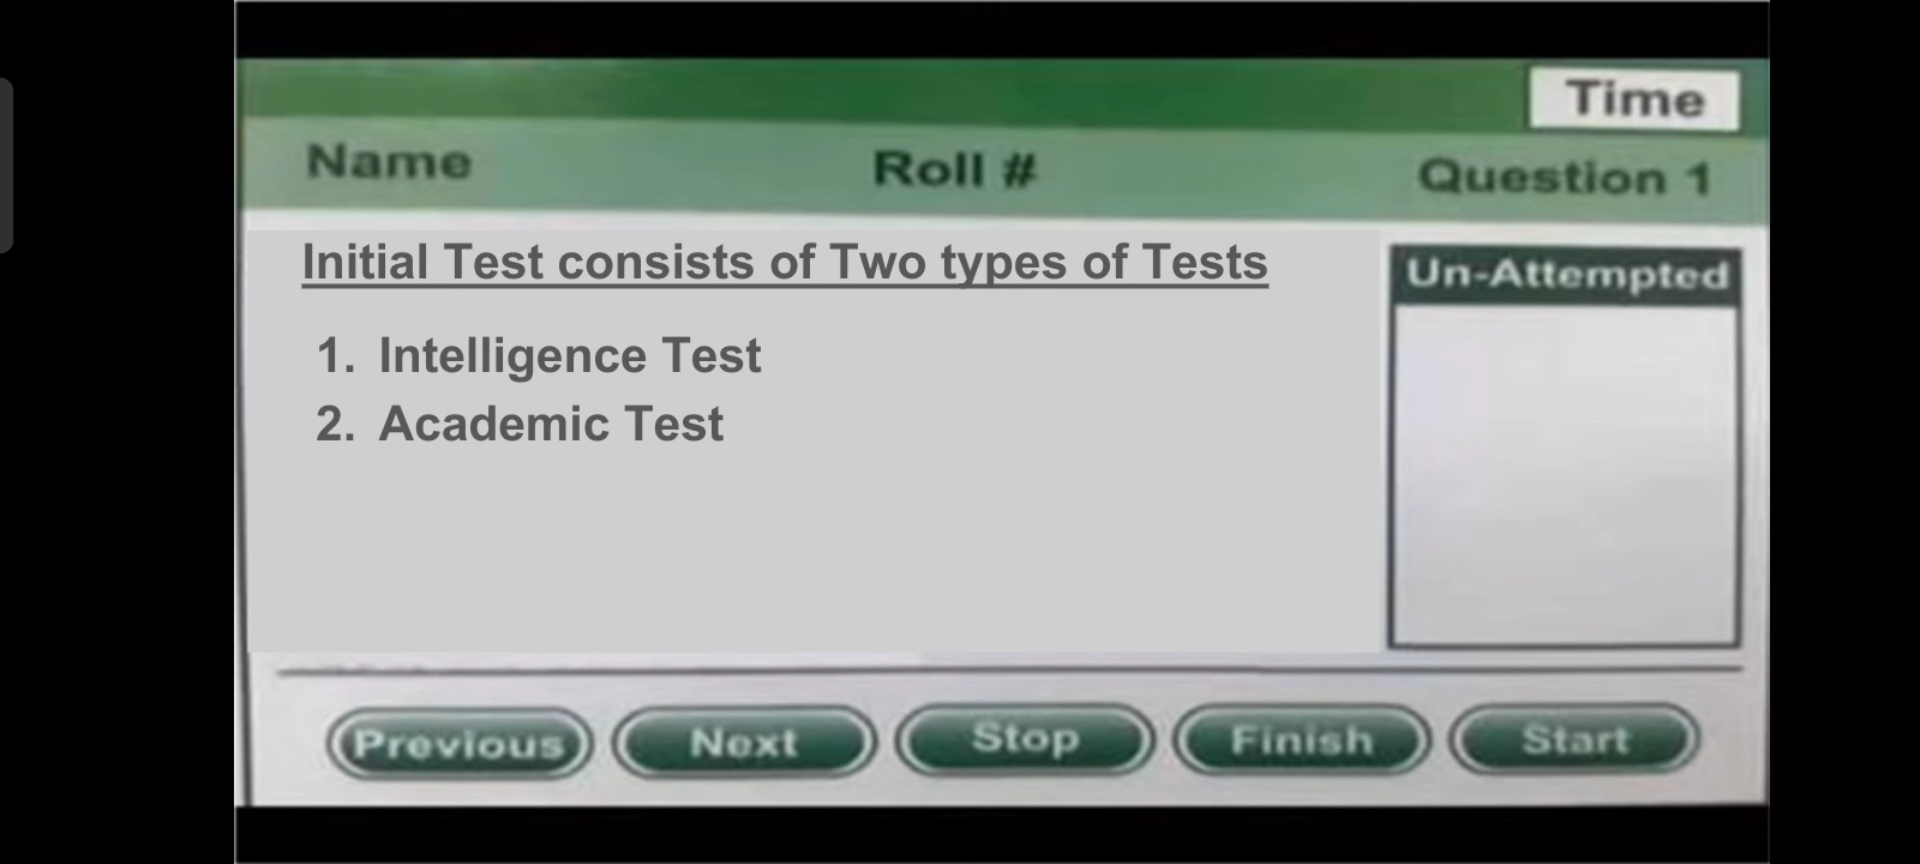 Time
Name Roll # Question 1
Initial Test consists of Two types of Tests
Un-Attempted
1. Intelligence Test
2. Academic Test
Previous Next Stop Finish Start